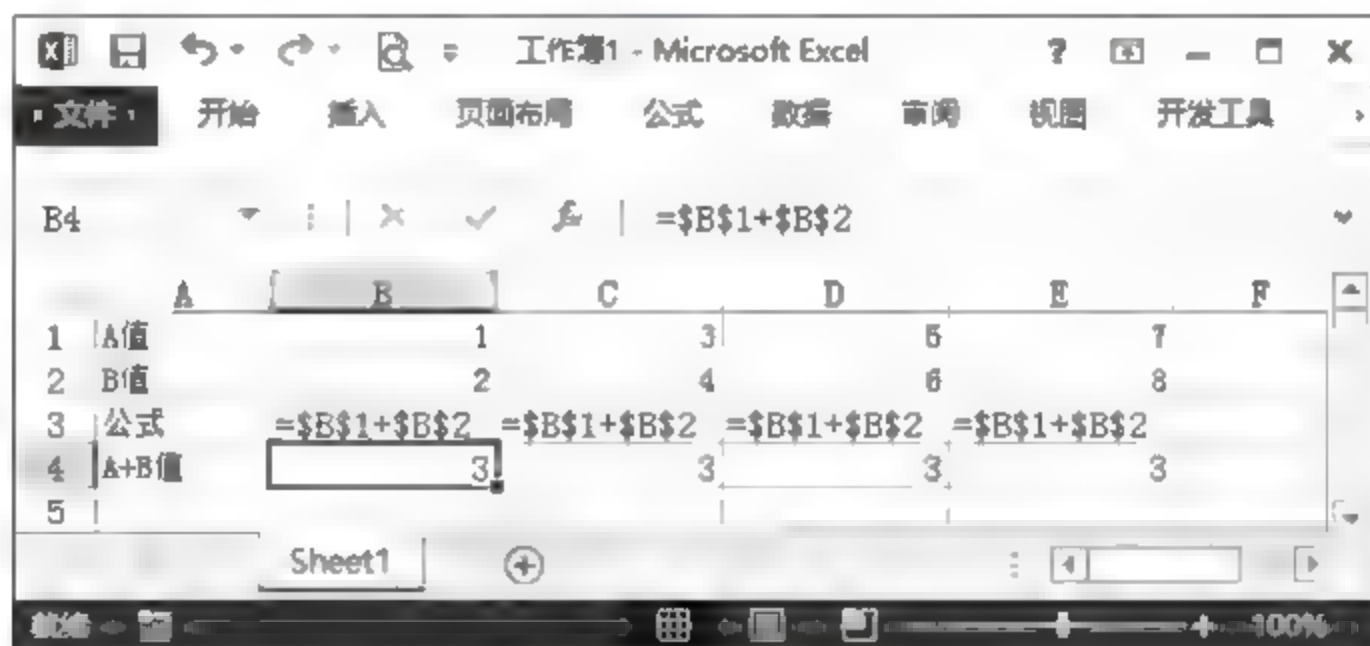 工作簿1 - Microsoft Excel ?
文件 开始 插入 页面布局 公式 数据 审阅 视图 开发工具
B4 fx =$B$1+$B$2
A B C D E F
1 A值 1 3 5 7
2 B值 2 4 6 8
3 公式 =$B$1+$B$2 =$B$1+$B$2 =$B$1+$B$2 =$B$1+$B$2
4 A+B值 3 3 3 3
5
Sheet1
就绪 100%